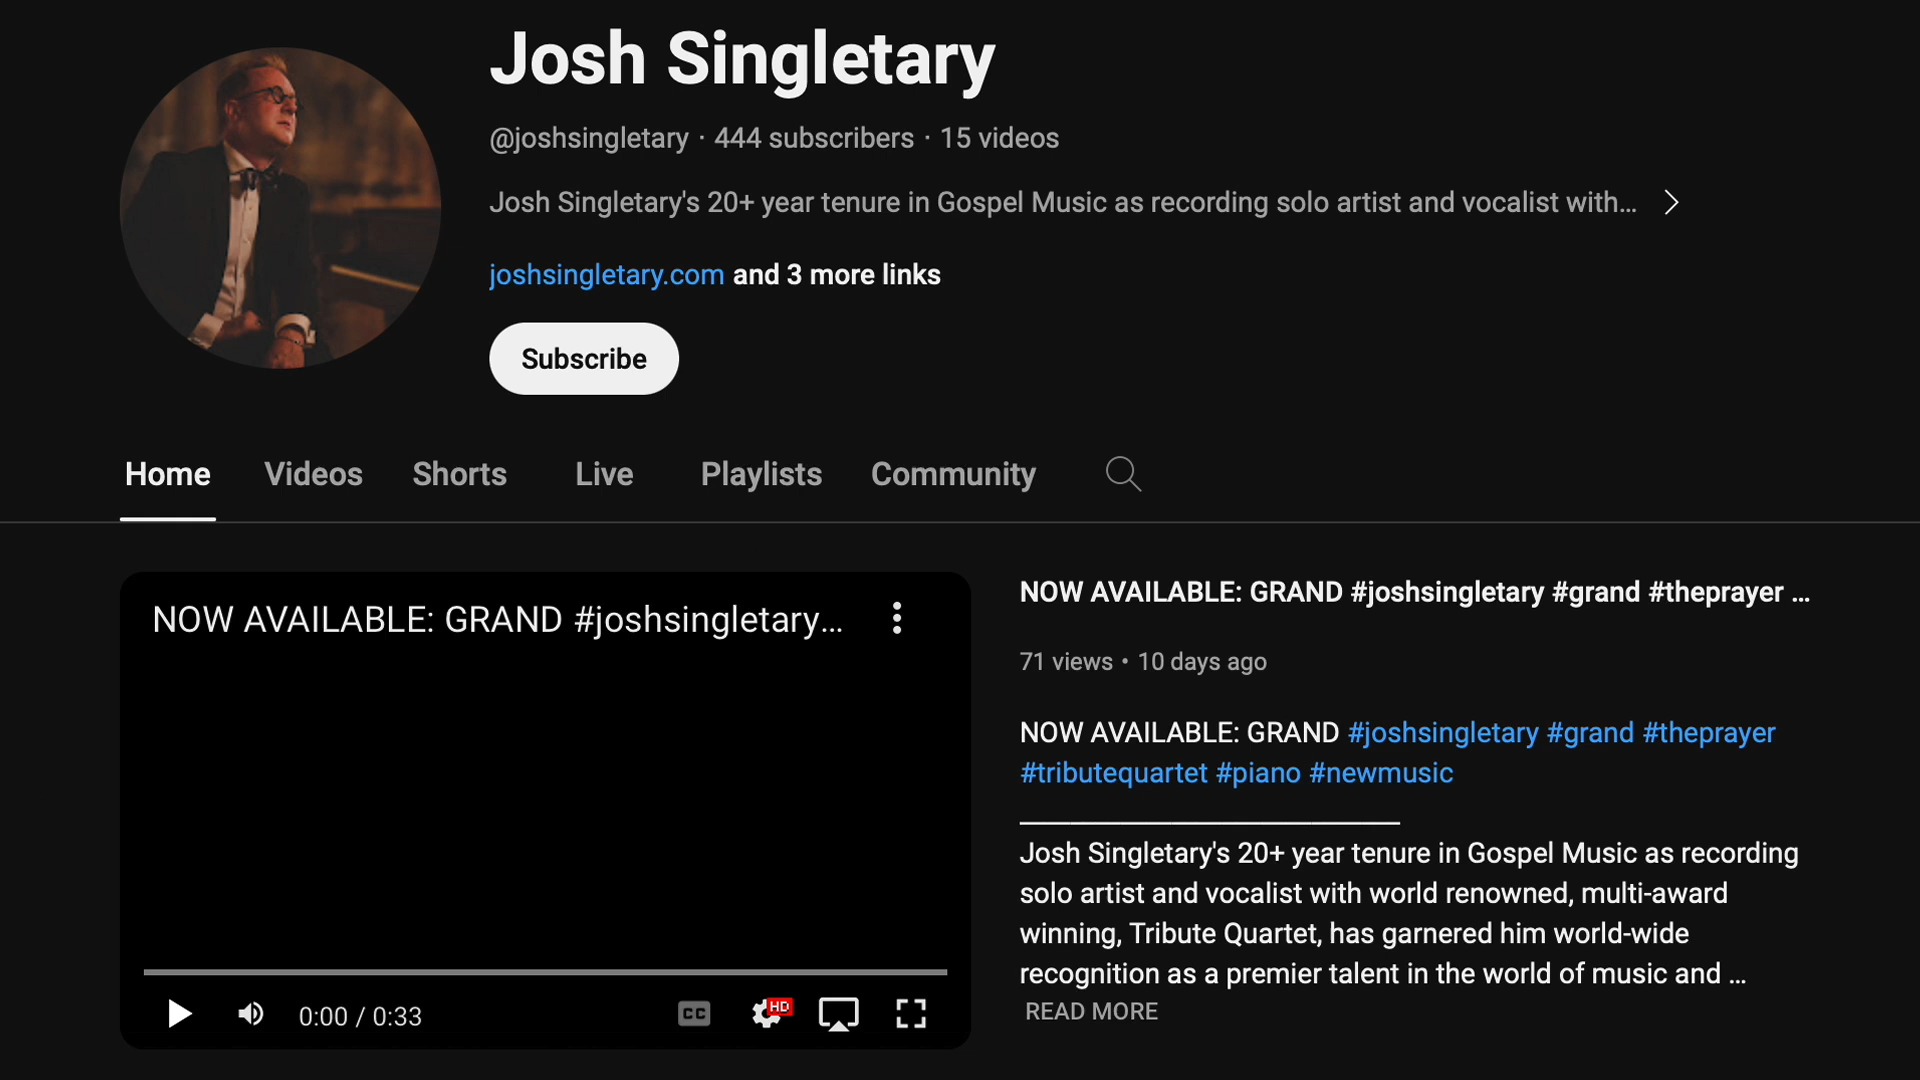 Josh Singletary
@joshsingletary · 444 subscribers · 15 videos
Josh Singletary's 20+ year tenure in Gospel Music as recording solo artist and vocalist with...
joshsingletary.com and 3 more links
Subscribe
Home Videos Shorts Live Playlists Community
NOW AVAILABLE: GRAND #joshsingletary...
0:00 / 0:33
CC
HD
NOW AVAILABLE: GRAND #joshsingletary #grand #theprayer ...
71 views • 10 days ago
NOW AVAILABLE: GRAND #joshsingletary #grand #theprayer
#tributequartet #piano #newmusic
___________________________
Josh Singletary's 20+ year tenure in Gospel Music as recording
solo artist and vocalist with world renowned, multi-award
winning, Tribute Quartet, has garnered him world-wide
recognition as a premier talent in the world of music and ...
READ MORE